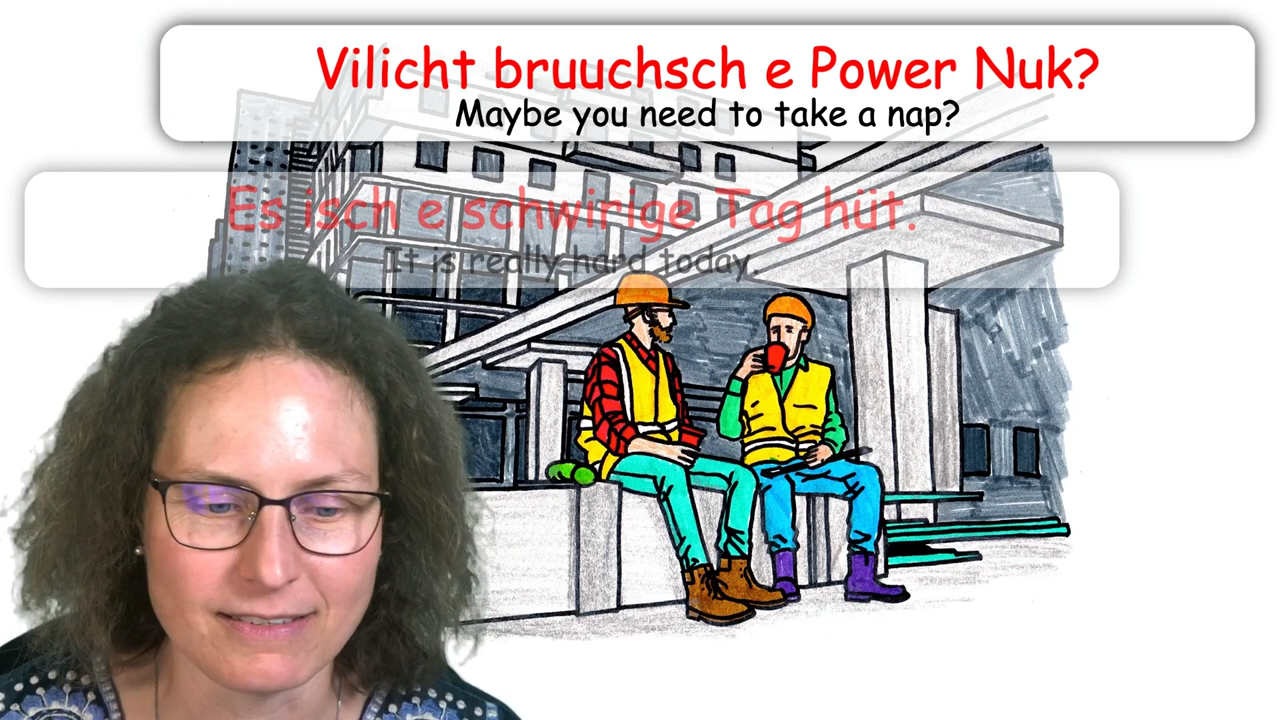 Vilicht bruuchsch e Power Nuk?
Maybe you need to take a nap?
Es isch e schwirige Tag hüt.
It is really hard today.